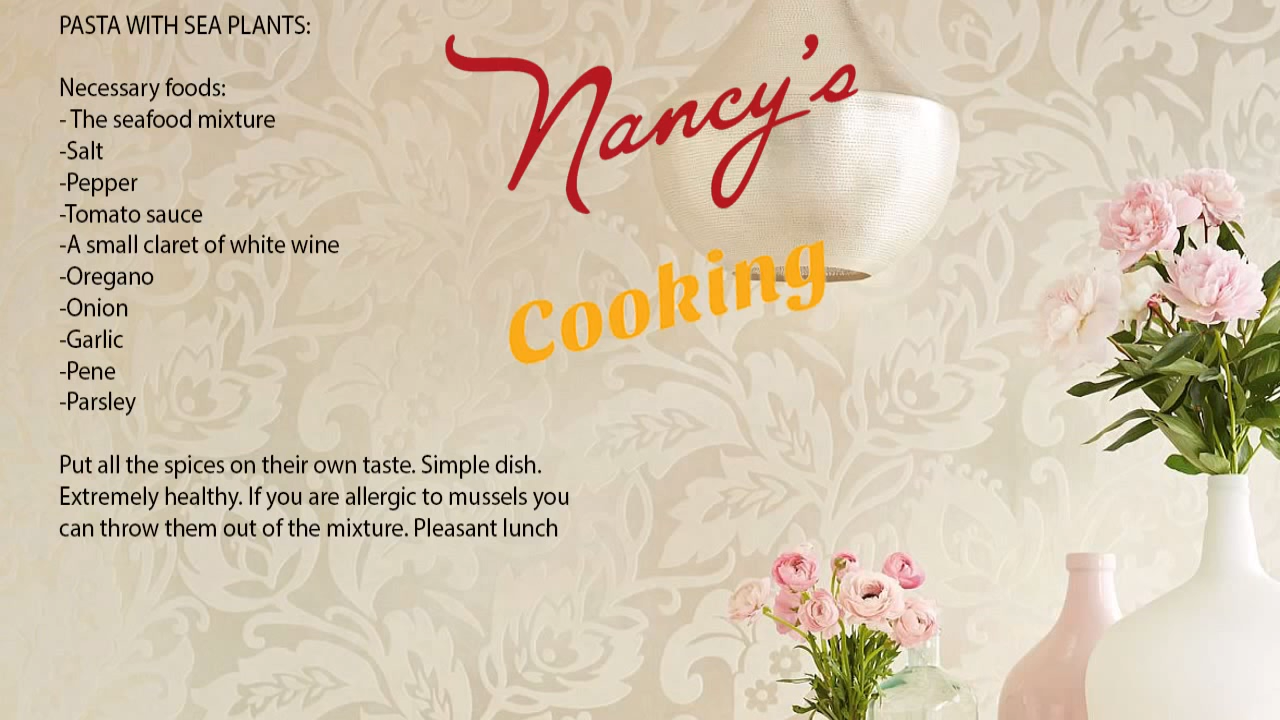 PASTA WITH SEA PLANTS:
Necessary foods:
- The seafood mixture
-Salt
-Pepper
-Tomato sauce
-A small claret of white wine
-Oregano
-Onion
-Garlic
-Pene
-Parsley
Put all the spices on their own taste. Simple dish.
Extremely healthy. If you are allergic to mussels you
can throw them out of the mixture. Pleasant lunch
Nancy's
Cooking